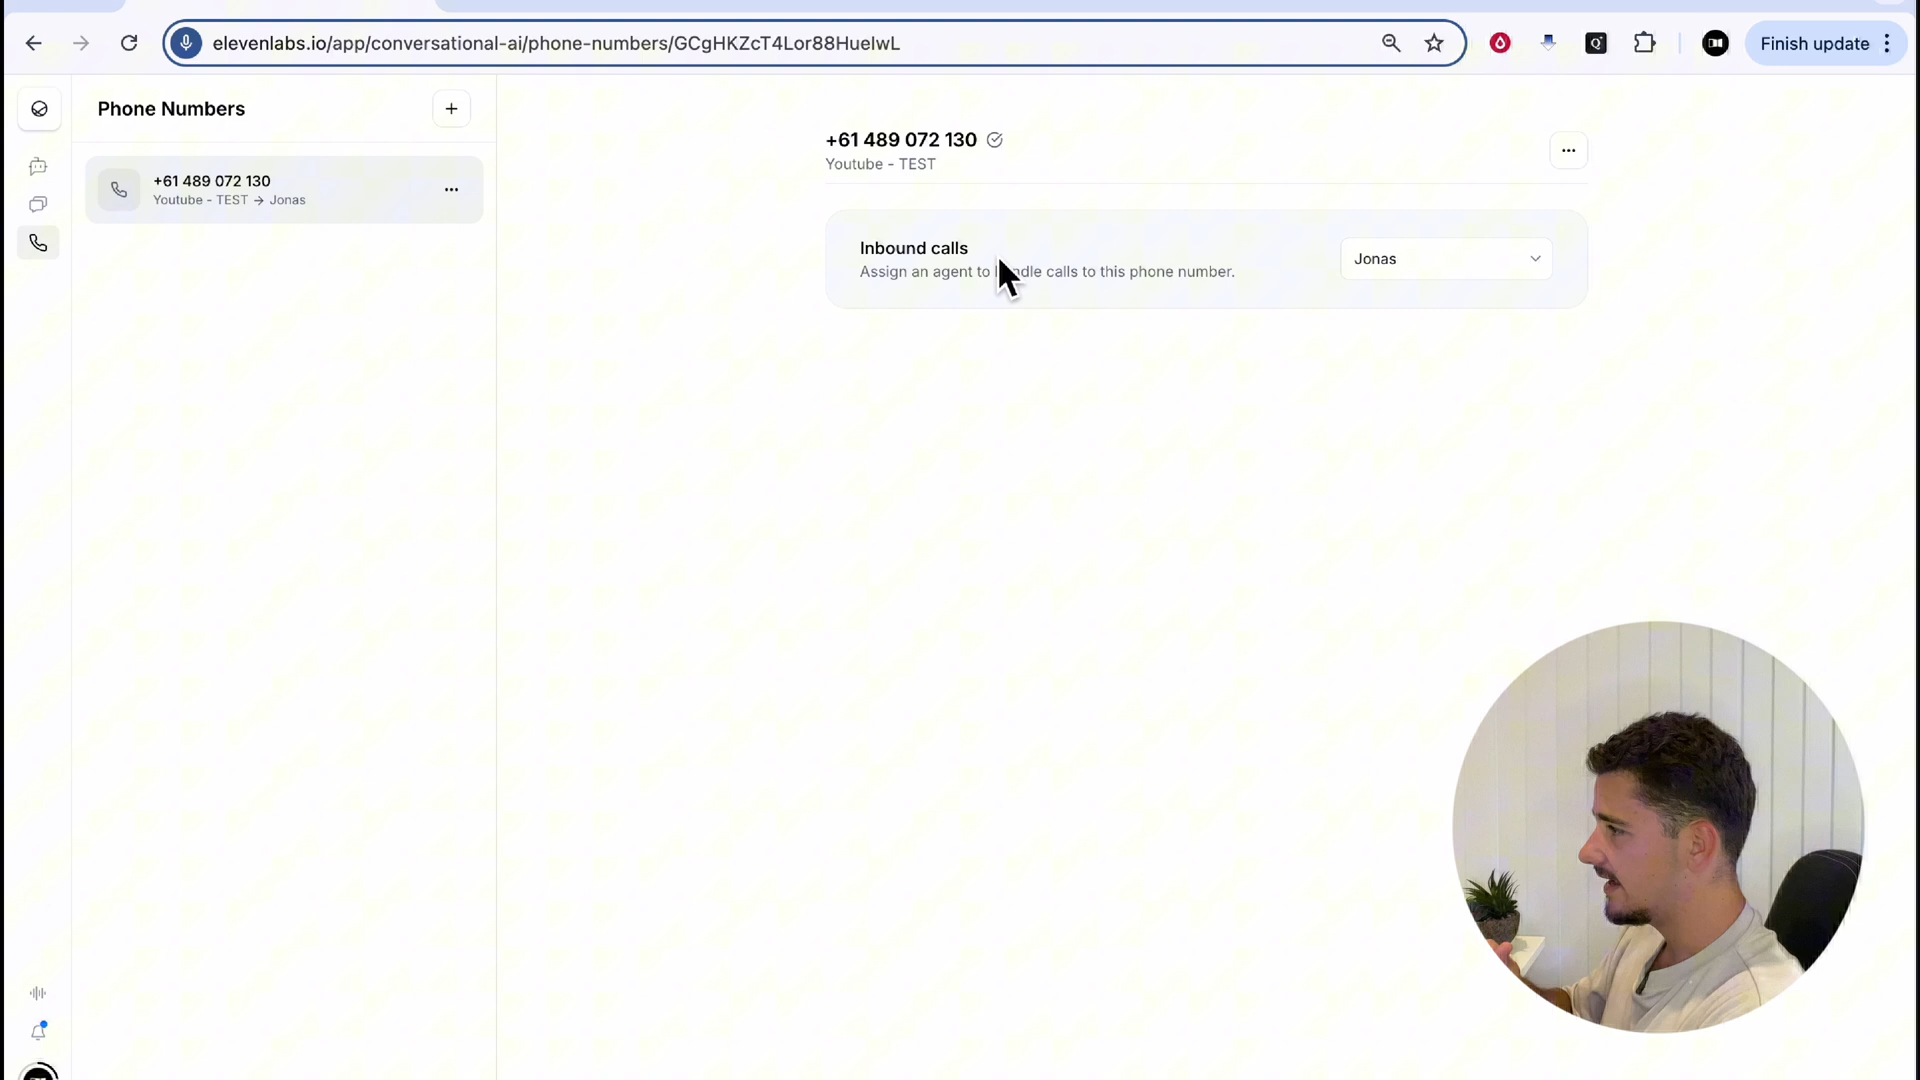 elevenlabs.io/app/conversational-ai/phone-numbers/GCgHKZcT4Lor88HuelwL
Finish update
Phone Numbers
+61 489 072 130
Youtube - TEST → Jonas
+61 489 072 130
Youtube - TEST
Inbound calls
Assign an agent to handle calls to this phone number.
Jonas